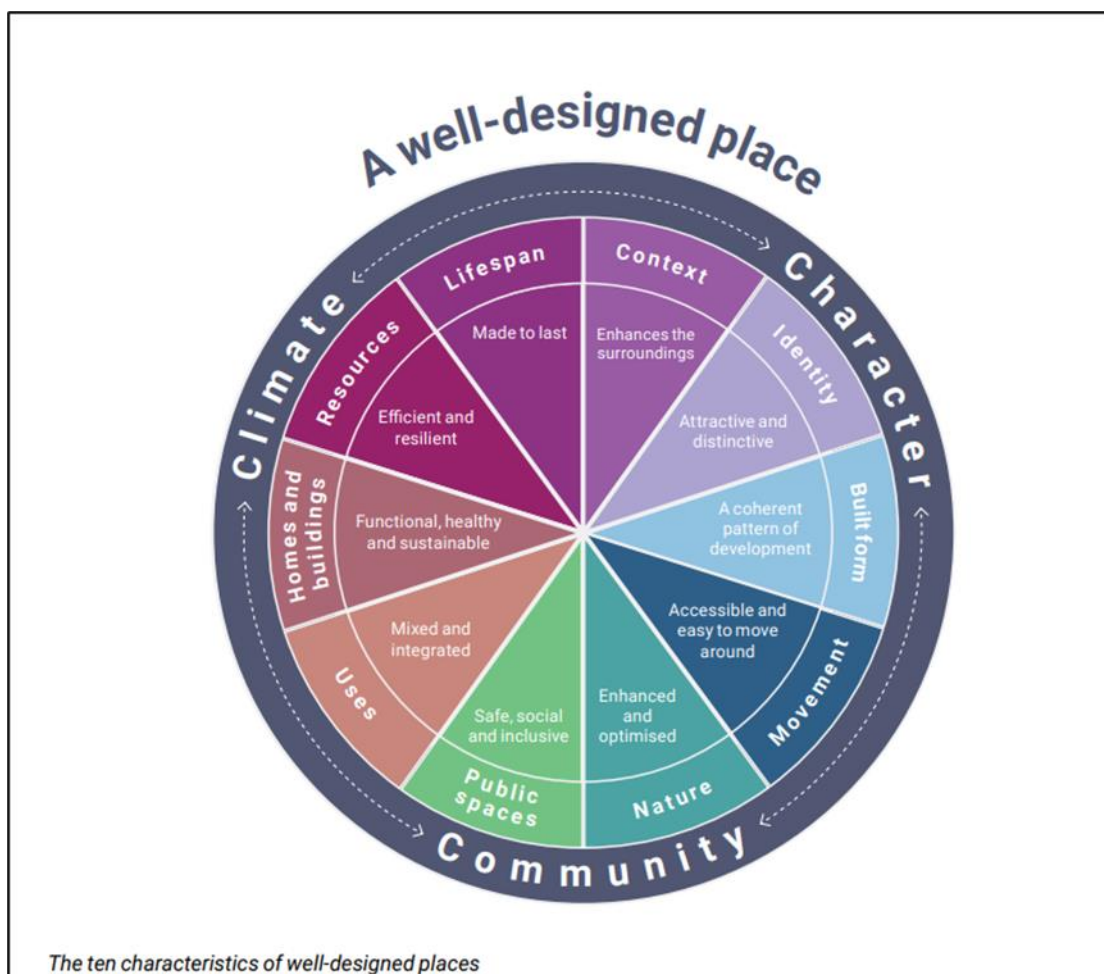 A well-designed place
Climate
Character
Community
Context
Enhances the
surroundings
Identity
Attractive and
distinctive
Built form
A coherent
pattern of
development
Movement
Accessible and
easy to move
around
Nature
Enhanced
and
optimised
Public
spaces
Safe, social
and inclusive
Uses
Mixed and
integrated
Homes and
buildings
Functional, healthy
and sustainable
Resources
Efficient and
resilient
Lifespan
Made to last
The ten characteristics of well-designed places